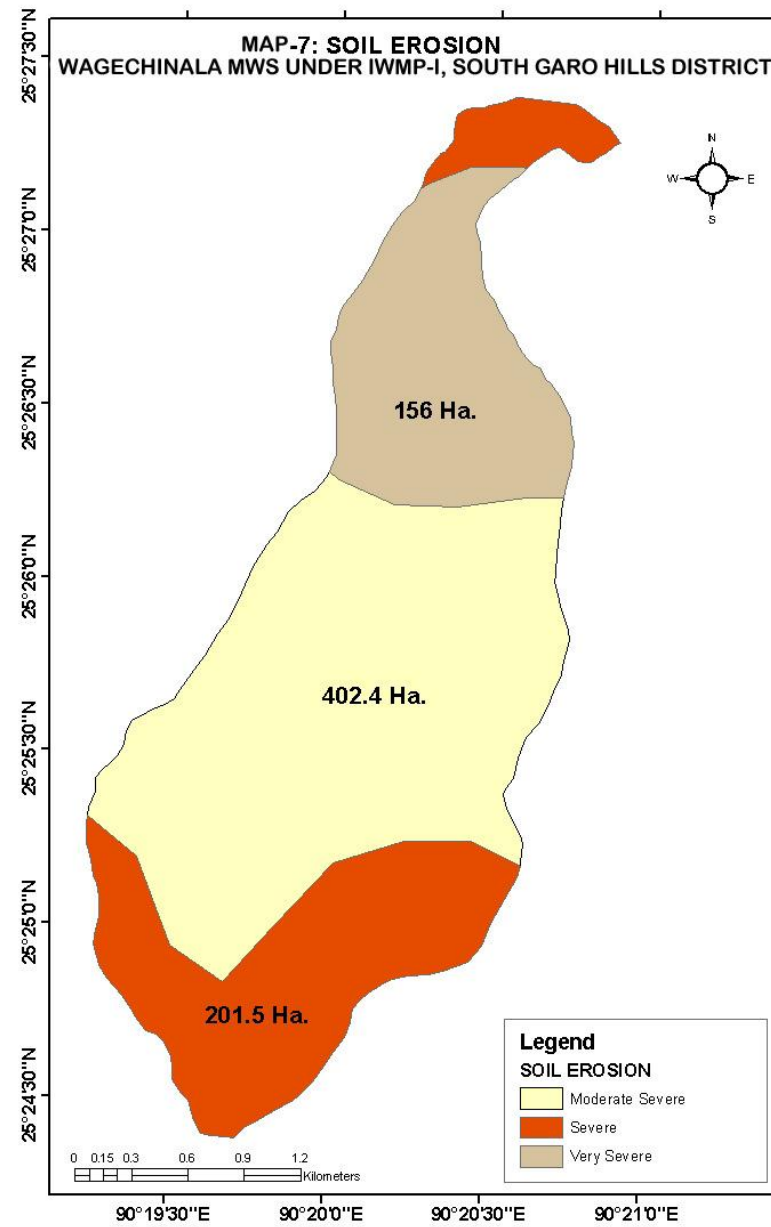 MAP-7: SOIL EROSION
WAGECHINALA MWS UNDER IWMP-I, SOUTH GARO HILLS DISTRICT
N
W E
S
25°27'30"N
25°27'0"N
25°26'30"N
25°26'0"N
25°25'30"N
25°25'0"N
25°24'30"N
156 Ha.
402.4 Ha.
201.5 Ha.
Legend
SOIL EROSION
Moderate Severe
Severe
Very Severe
0 0.15 0.3 0.6 0.9 1.2
Kilometers
90°19'30"E 90°20'0"E 90°20'30"E 90°21'0"E